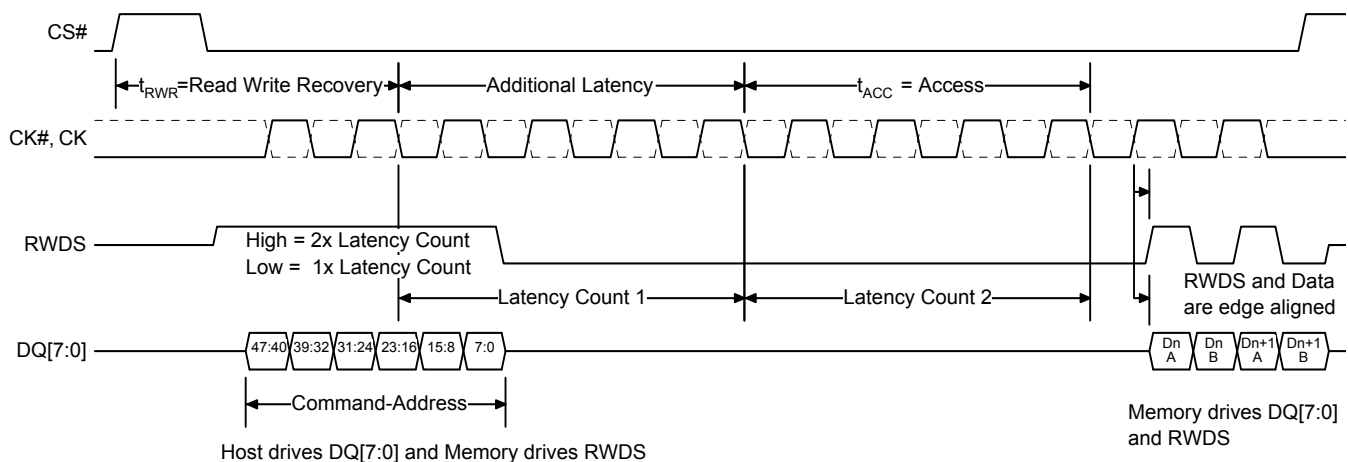 CS#
tRWR=Read Write Recovery
Additional Latency
tACC = Access
CK#, CK
RWDS
High = 2x Latency Count
Low = 1x Latency Count
RWDS and Data
are edge aligned
Latency Count 1
Latency Count 2
DQ[7:0]
47:40
39:32
31:24
23:16
15:8
7:0
Dn
A
Dn
B
Dn+1
A
Dn+1
B
Command-Address
Memory drives DQ[7:0]
and RWDS
Host drives DQ[7:0] and Memory drives RWDS